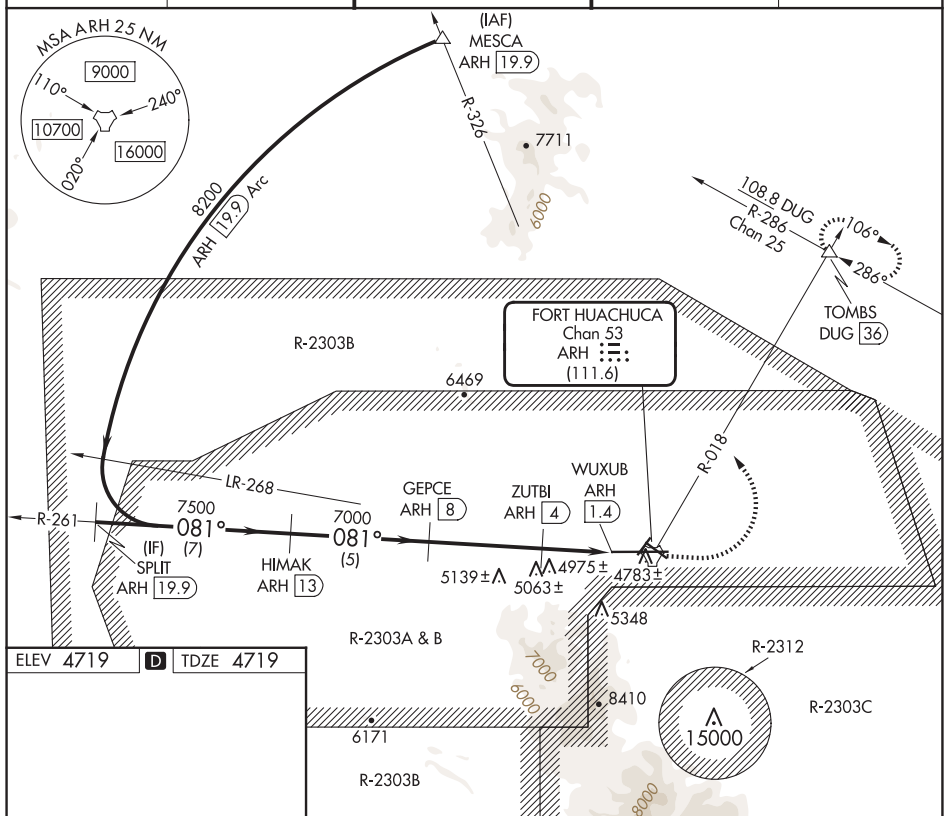 MSA ARH 25 NM
9000
110°
240°
10700
16000
020°
(IAF)
MESCA
ARH 19.9
R-326
7711
6000
8200
ARH 19.9 Arc
108.8 DUG
R-286
Chan 25
106°
286°
TOMBS
DUG 36
FORT HUACHUCA
Chan 53
ARH
(111.6)
R-2303B
6469
R-018
LR-268
R-261
7500
081°
(7)
7000
081°
(5)
GEPCE
ARH 8
ZUTBI
ARH 4
WUXUB
ARH
1.4
(IF)
SPLIT
ARH 19.9
HIMAK
ARH 13
5139±
5063±
4975±
4783±
5348
R-2303A & B
R-2312
ELEV 4719 D TDZE 4719
7000
6000
8410
15000
R-2303C
6171
R-2303B
8000